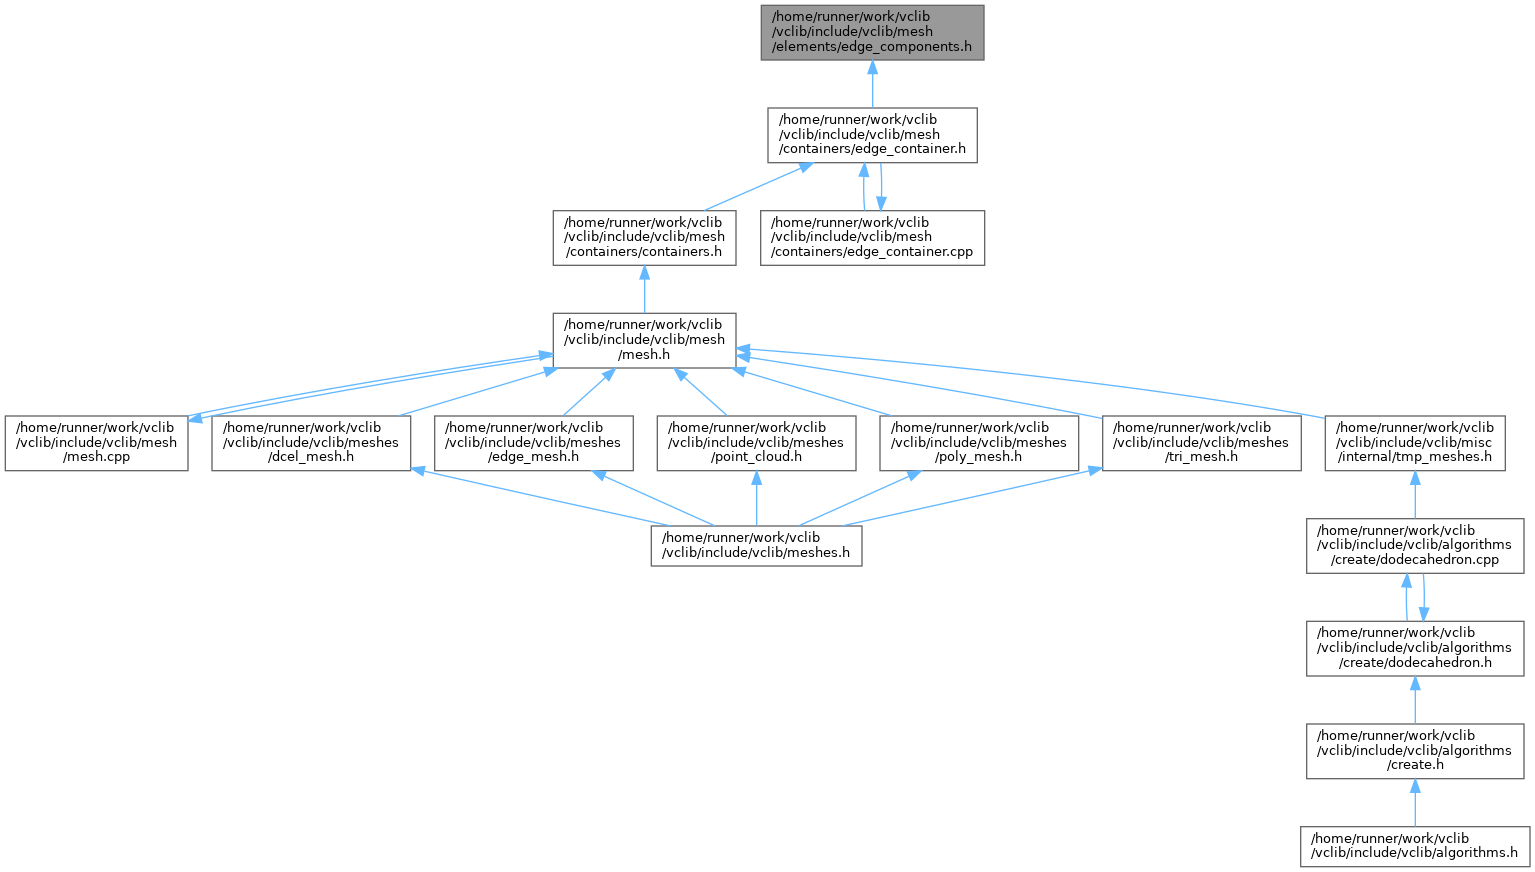 /home/runner/work/vclib
/vclib/include/vclib/mesh
/elements/edge_components.h
/home/runner/work/vclib
/vclib/include/vclib/mesh
/containers/edge_container.h
/home/runner/work/vclib
/vclib/include/vclib/mesh
/containers/containers.h
/home/runner/work/vclib
/vclib/include/vclib/mesh
/containers/edge_container.cpp
/home/runner/work/vclib
/vclib/include/vclib/mesh
/mesh.h
/home/runner/work/vclib
/vclib/include/vclib/mesh
/mesh.cpp
/home/runner/work/vclib
/vclib/include/vclib/meshes
/dcel_mesh.h
/home/runner/work/vclib
/vclib/include/vclib/meshes
/edge_mesh.h
/home/runner/work/vclib
/vclib/include/vclib/meshes
/point_cloud.h
/home/runner/work/vclib
/vclib/include/vclib/meshes
/poly_mesh.h
/home/runner/work/vclib
/vclib/include/vclib/meshes
/tri_mesh.h
/home/runner/work/vclib
/vclib/include/vclib/misc
/internal/tmp_meshes.h
/home/runner/work/vclib
/vclib/include/vclib/meshes.h
/home/runner/work/vclib
/vclib/include/vclib/algorithms
/create/dodecahedron.cpp
/home/runner/work/vclib
/vclib/include/vclib/algorithms
/create/dodecahedron.h
/home/runner/work/vclib
/vclib/include/vclib/algorithms
/create.h
/home/runner/work/vclib
/vclib/include/vclib/algorithms.h